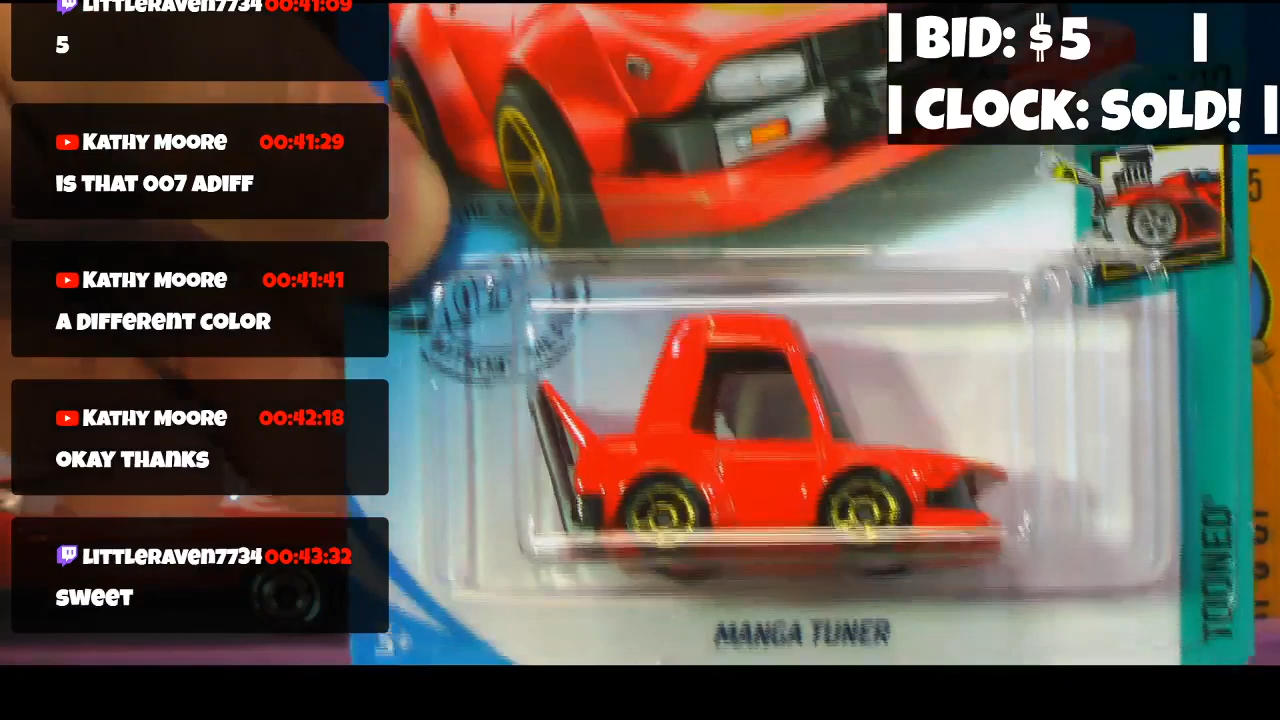 LittleRaven7734 00:41:09
5
Kathy Moore 00:41:29
is that 007 adiff
Kathy Moore 00:41:41
a different color
Kathy Moore 00:42:18
okay thanks
LittleRaven7734 00:43:32
sweet
| BID: $5 |
| CLOCK: SOLD! |
TOONED
MANGA TUNER